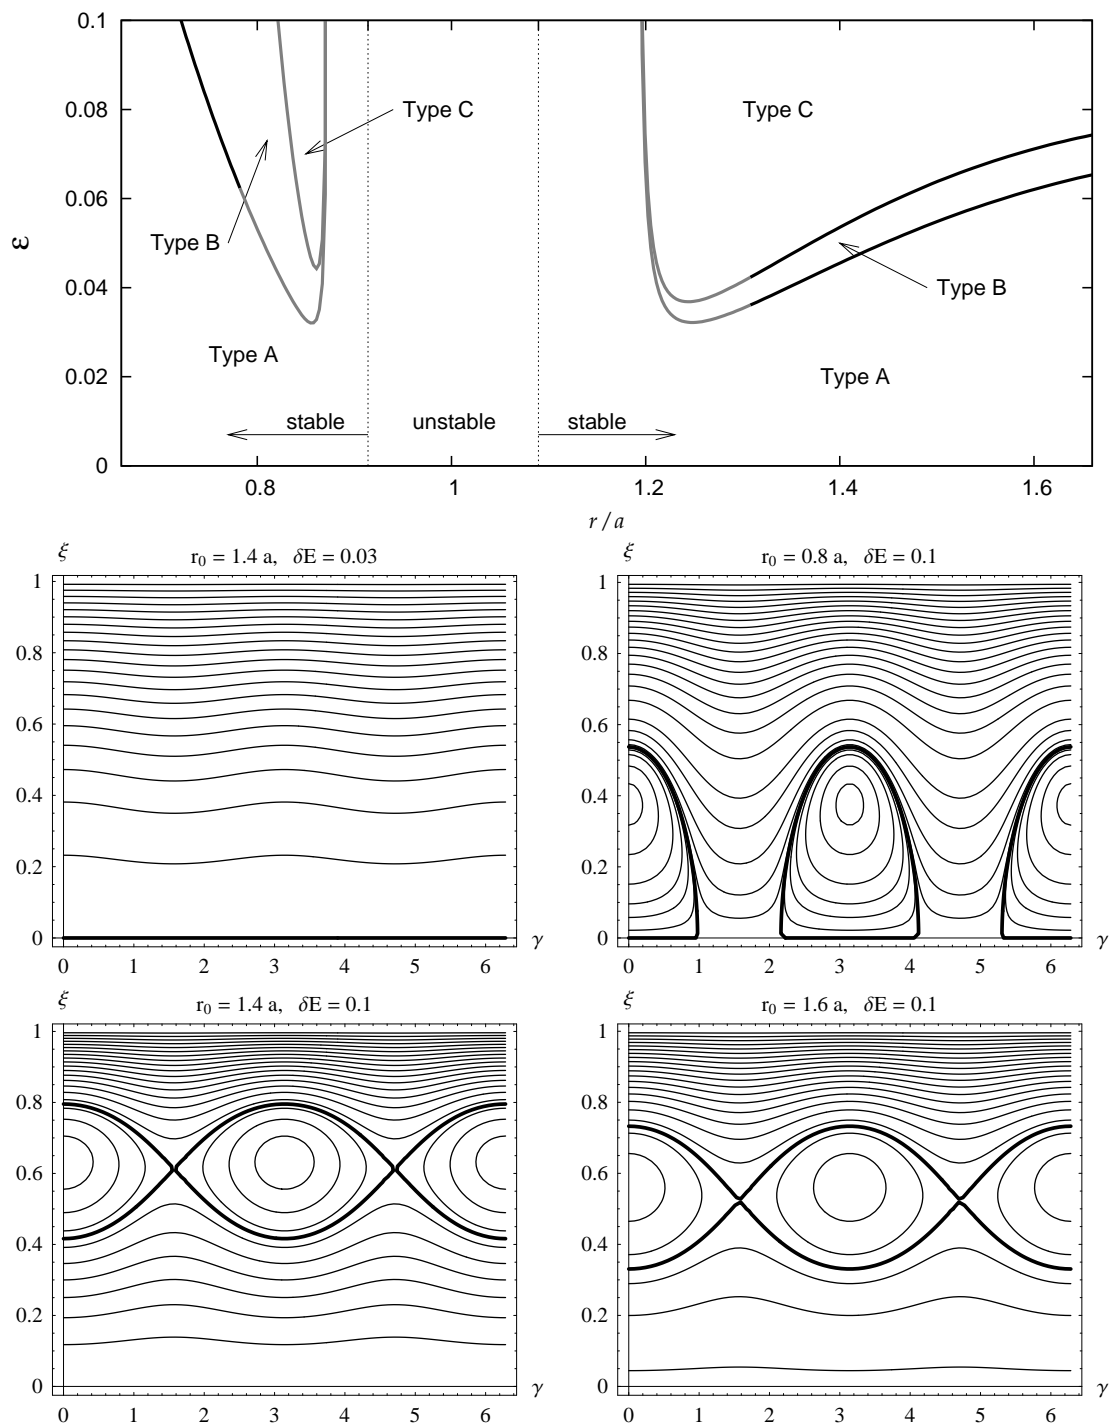 0.1
0.08
0.06
0.04
0.02
0
ε
Type C
Type C
Type B
Type B
Type A
Type A
stable
unstable
stable
0.8
1
1.2
1.4
1.6
r/a
ξ
r0 = 1.4 a, δE = 0.03
1
0.8
0.6
0.4
0.2
0
0 1 2 3 4 5 6
γ
ξ
r0 = 0.8 a, δE = 0.1
1
0.8
0.6
0.4
0.2
0
0 1 2 3 4 5 6
γ
ξ
r0 = 1.4 a, δE = 0.1
1
0.8
0.6
0.4
0.2
0
0 1 2 3 4 5 6
γ
ξ
r0 = 1.6 a, δE = 0.1
1
0.8
0.6
0.4
0.2
0
0 1 2 3 4 5 6
γ